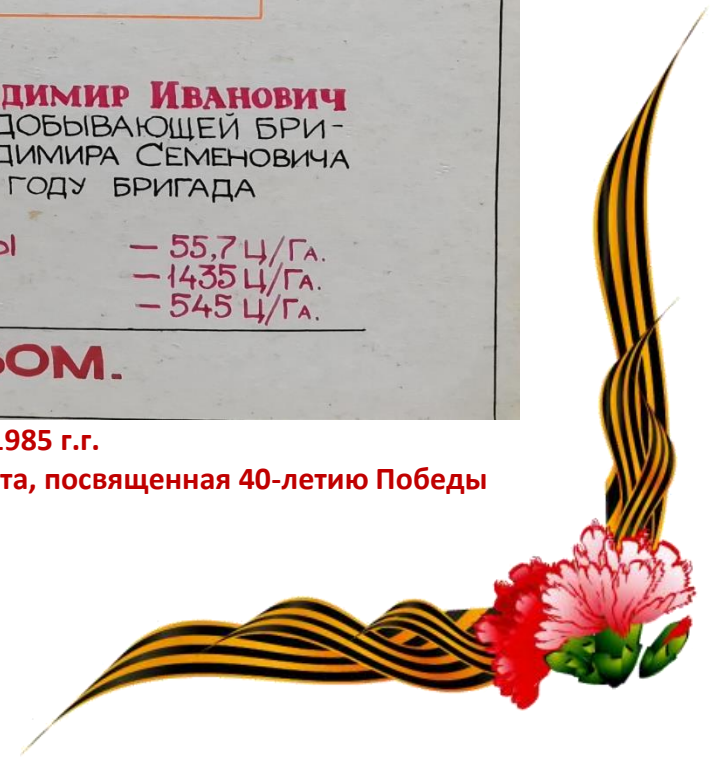 димир Иванович
добывающей бри-
димира Семеновича
году бригада
ы — 55,7 ц/га.
— 1435 ц/га.
— 545 ц/га.
ом.
1985 г.г.
та, посвященная 40-летию Победы